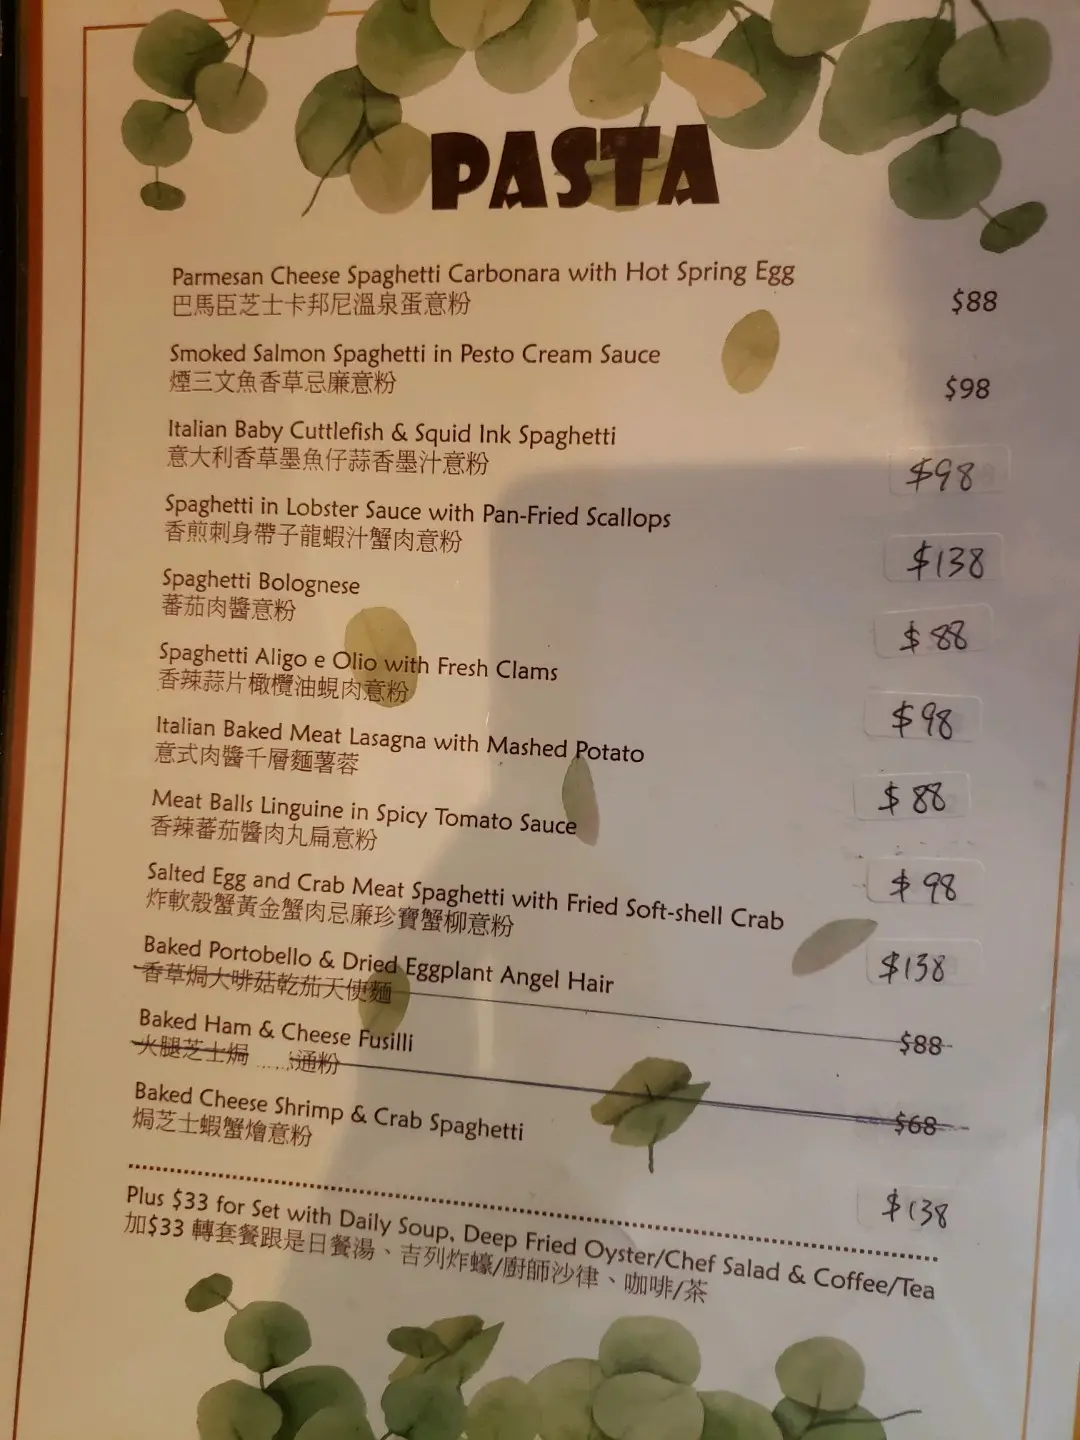 PASTA
Parmesan Cheese Spaghetti Carbonara with Hot Spring Egg
巴馬臣芝士卡邦尼溫泉蛋意粉
$88
Smoked Salmon Spaghetti in Pesto Cream Sauce
煙三文魚香草忌廉意粉
$98
Italian Baby Cuttlefish & Squid Ink Spaghetti
意大利香草墨魚仔蒜香墨汁意粉
$98
Spaghetti in Lobster Sauce with Pan-Fried Scallops
香煎刺身帶子龍蝦汁蟹肉意粉
$138
Spaghetti Bolognese
蕃茄肉醬意粉
$88
Spaghetti Aligo e Olio with Fresh Clams
香辣蒜片橄欖油蜆肉意粉
$98
Italian Baked Meat Lasagna with Mashed Potato
意式肉醬千層麵薯蓉
$88
Meat Balls Linguine in Spicy Tomato Sauce
香辣蕃茄醬肉丸扁意粉
$98
Salted Egg and Crab Meat Spaghetti with Fried Soft-shell Crab
炸軟殼蟹黃金蟹肉忌廉珍寶蟹柳意粉
$138
Baked Portobello & Dried Eggplant Angel Hair
香草焗大啡菇乾茄天使麵
$88
Baked Ham & Cheese Fusilli
火腿芝士焗 通粉
$68
Baked Cheese Shrimp & Crab Spaghetti
焗芝士蝦蟹燴意粉
$138
Plus $33 for Set with Daily Soup, Deep Fried Oyster/Chef Salad & Coffee/Tea
加$33 轉套餐跟是日餐湯、吉列炸蠔/廚師沙律、咖啡/茶